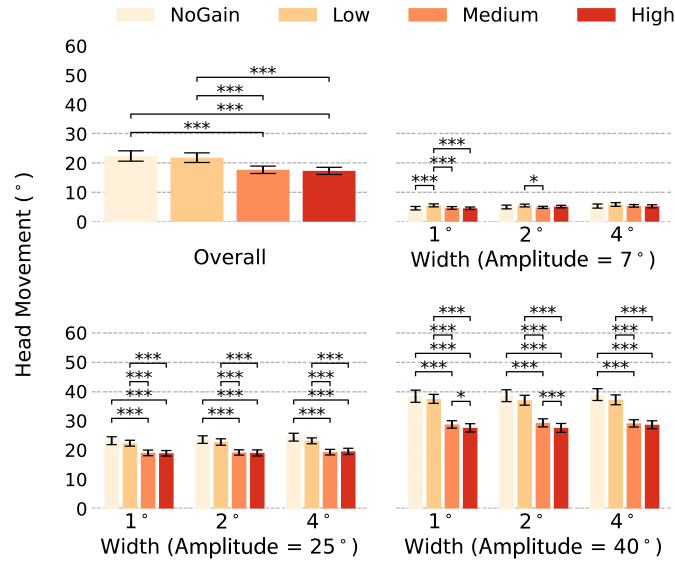 NoGain Low Medium High
Head Movement (°)
60
50
40
30
20
10
0
***
***
***
***
Overall
***
***
***
*
1° 2° 4°
Width (Amplitude = 7°)
60
50
40
30
20
10
0
*** *** ***
*** *** ***
*** *** ***
*** *** ***
1° 2° 4°
Width (Amplitude = 25°)
*** *** ***
*** *** ***
*** *** ***
*** *** ***
* ***
1° 2° 4°
Width (Amplitude = 40°)